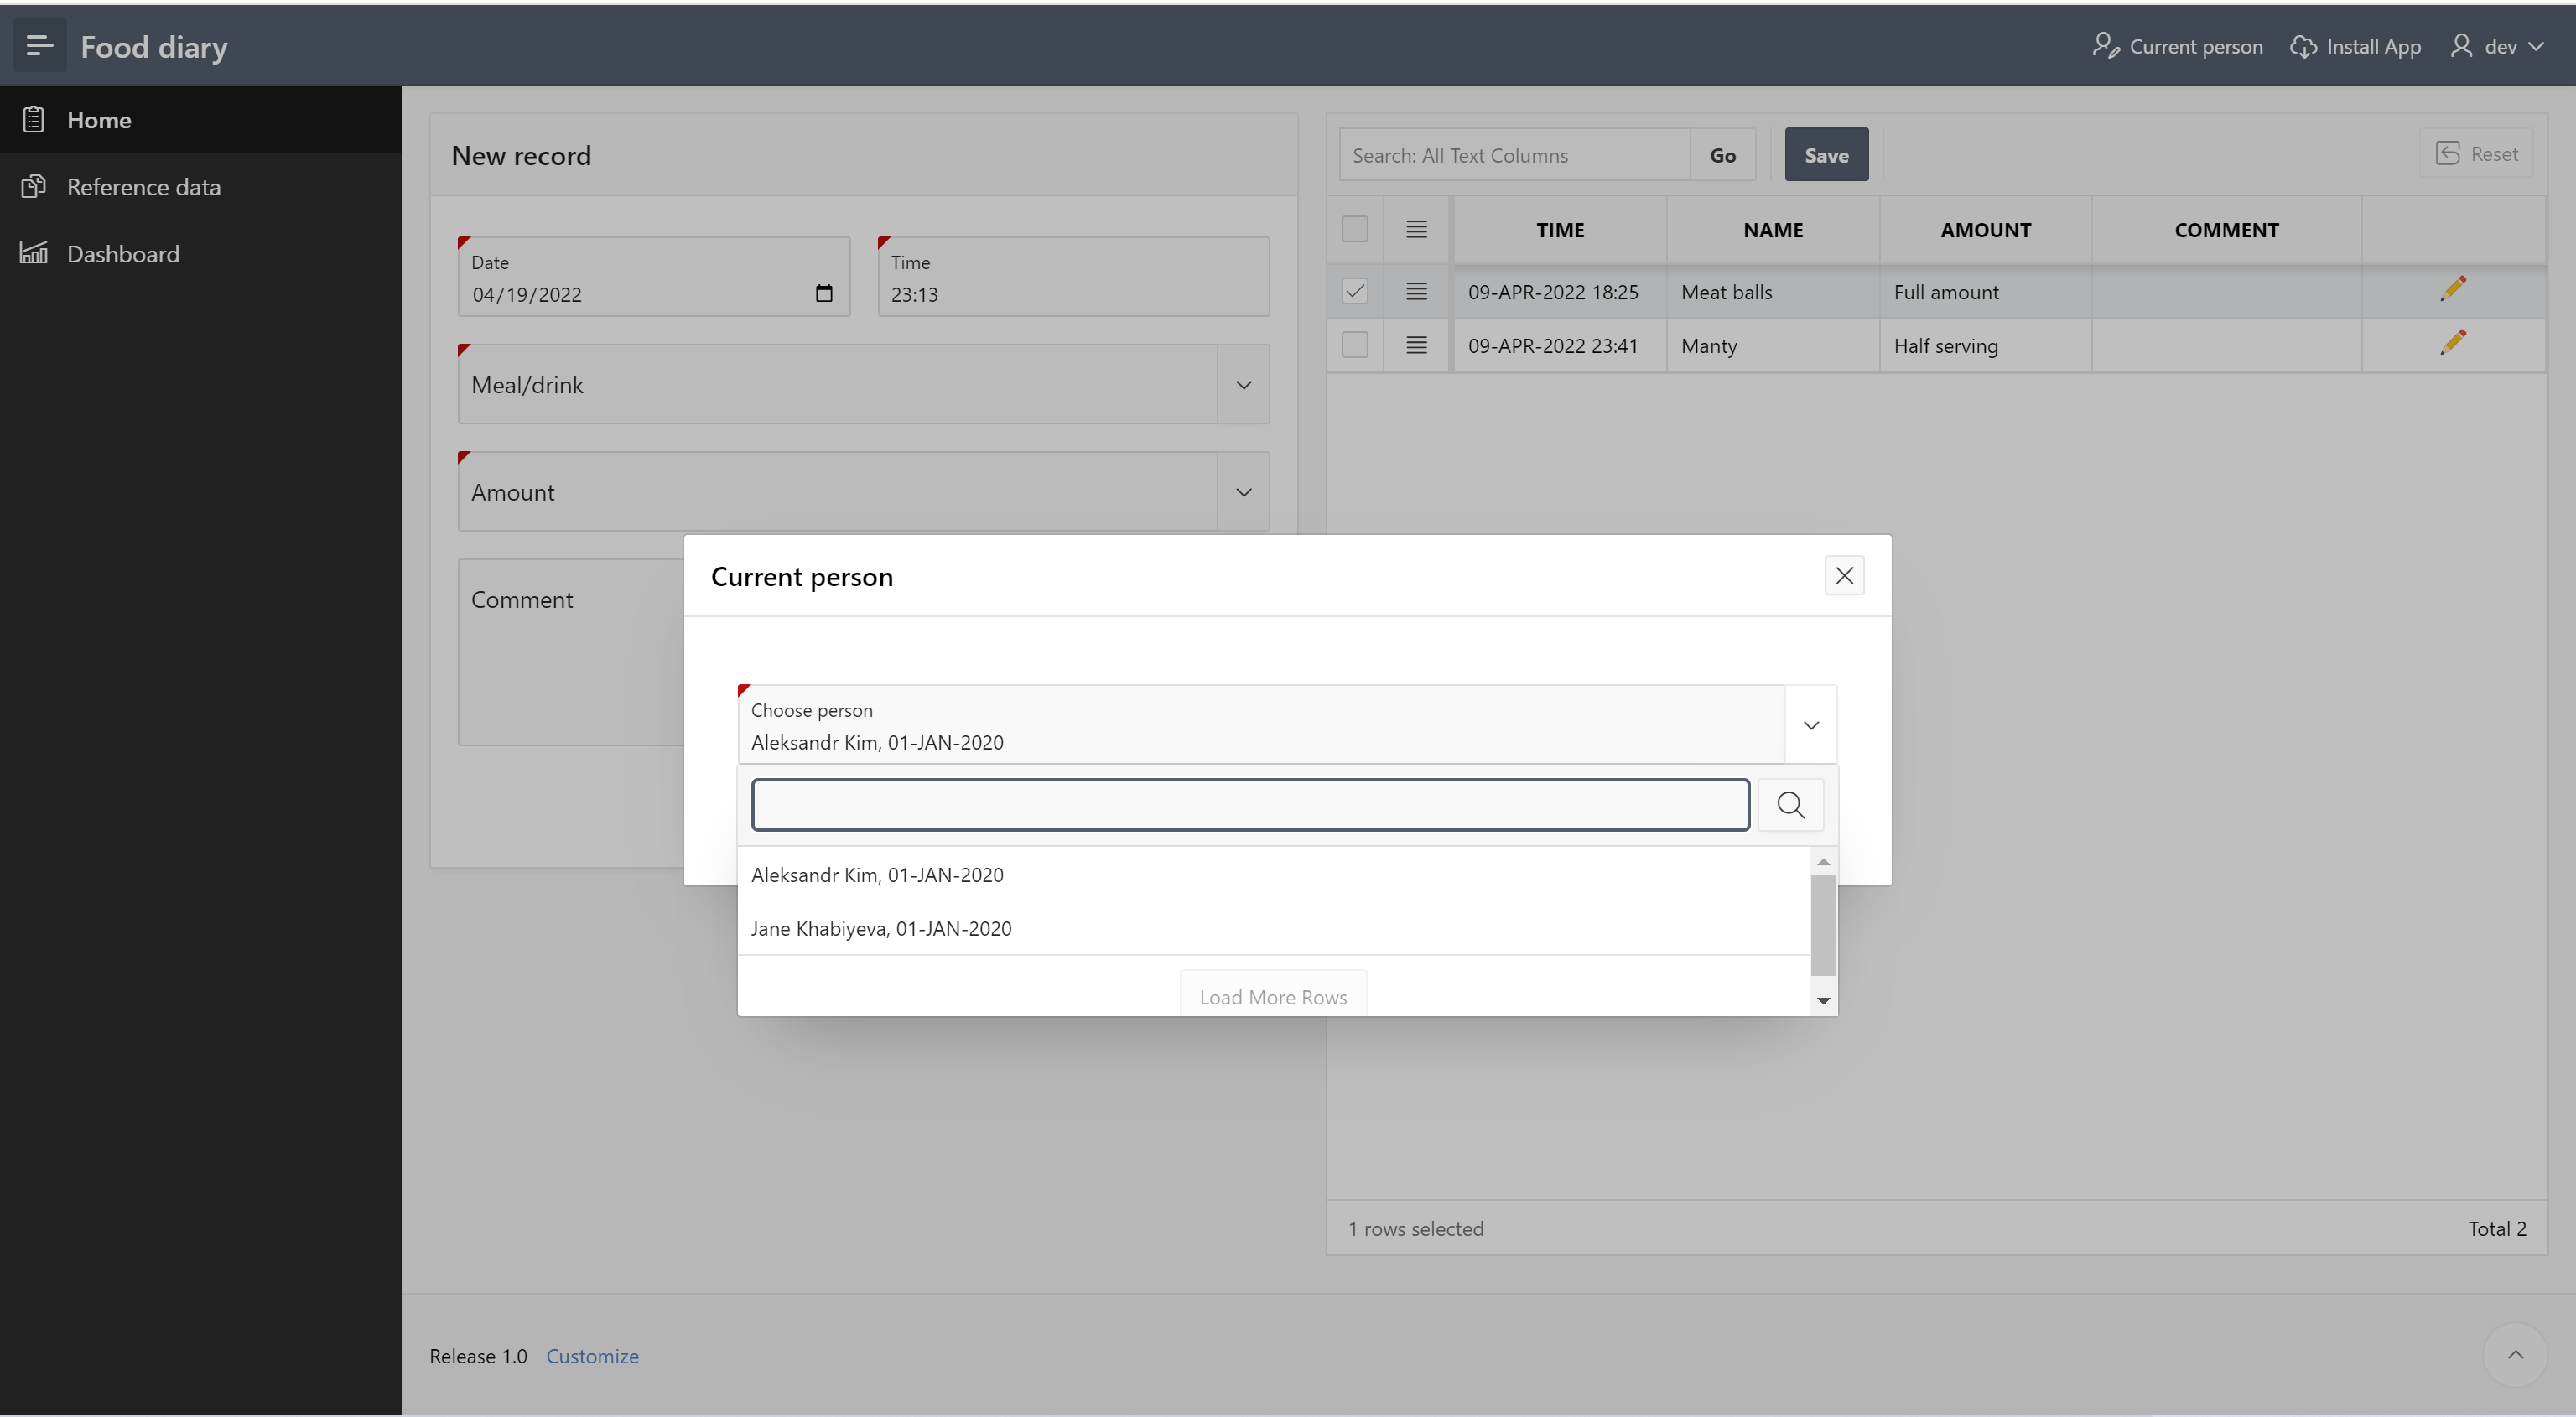 Food diary
Current person
Install App
dev
Home
Reference data
Dashboard
New record
Date
04/19/2022
Time
23:13
Meal/drink
Amount
Comment
Search: All Text Columns
Go
Save
Reset
TIME NAME AMOUNT COMMENT
09-APR-2022 18:25 Meat balls Full amount
09-APR-2022 23:41 Manty Half serving
Current person
Choose person
Aleksandr Kim, 01-JAN-2020
Aleksandr Kim, 01-JAN-2020
Jane Khabiyeva, 01-JAN-2020
Load More Rows
1 rows selected
Total 2
Release 1.0 Customize